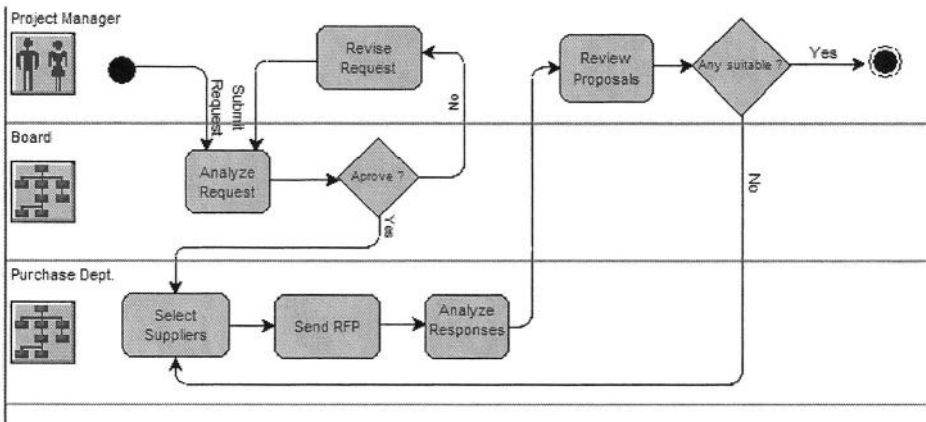 Project Manager
Revise
Request
Review
Proposals
Any suitable ?
Yes
Submit
Request
No
Board
Analyze
Request
Aprove ?
Yes
No
Purchase Dept.
Select
Suppliers
Send RFP
Analyze
Responses